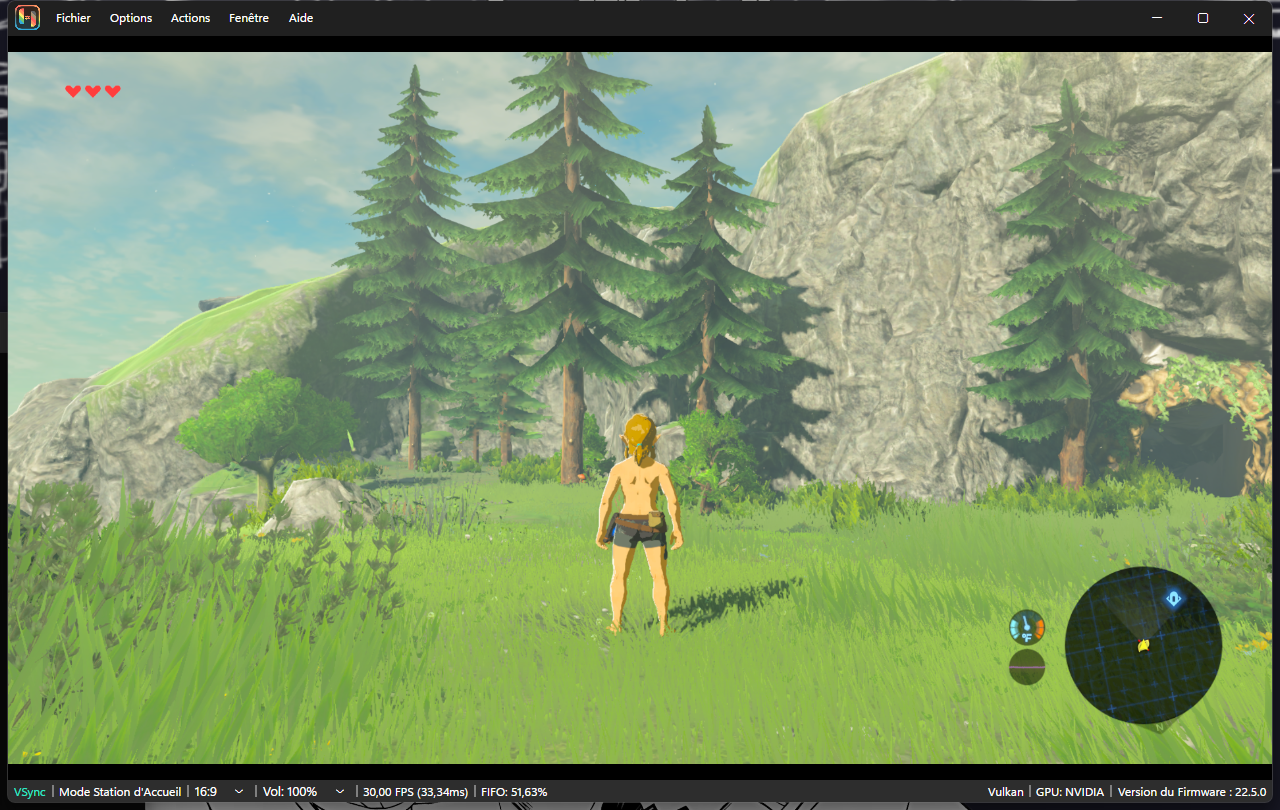 Fichier Options Actions Fenêtre Aide
°F
N
VSync | Mode Station d'Accueil | 16:9 | Vol: 100% | 30,00 FPS (33,34ms) | FIFO: 51,63% Vulkan | GPU: NVIDIA | Version du Firmware : 22.5.0